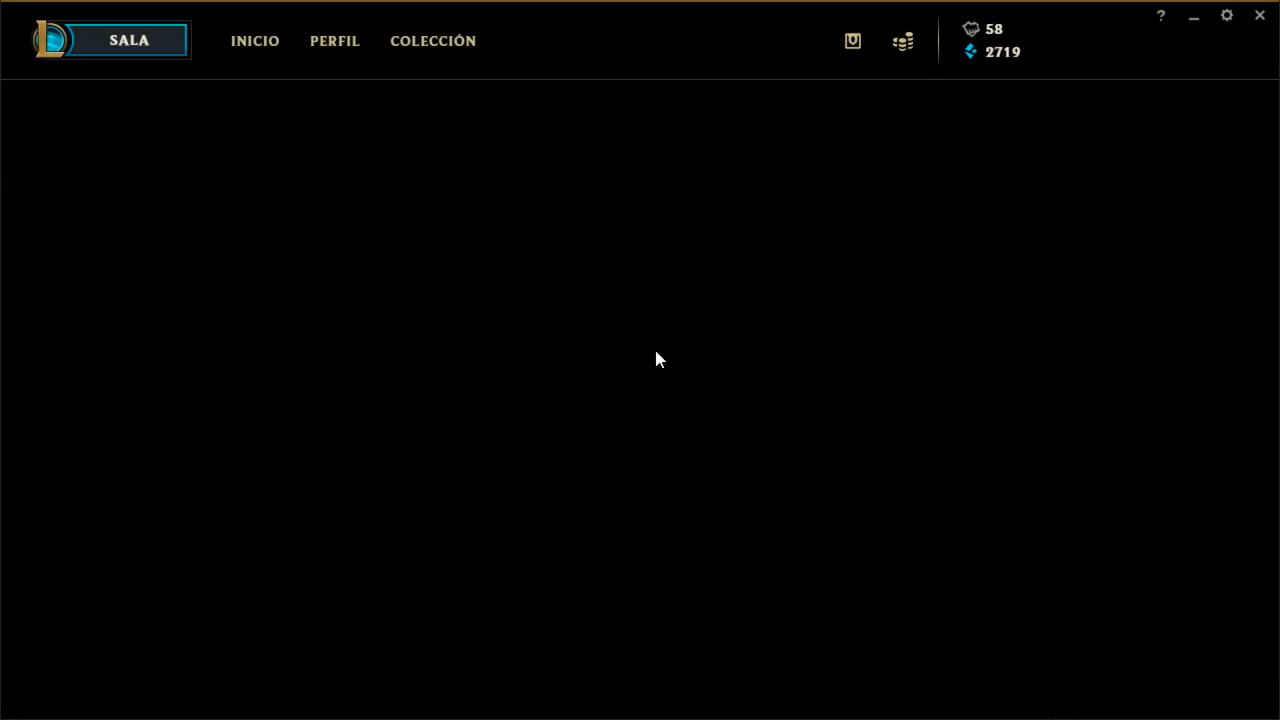 SALA
INICIO
PERFIL
COLECCIÓN
?
58
2719